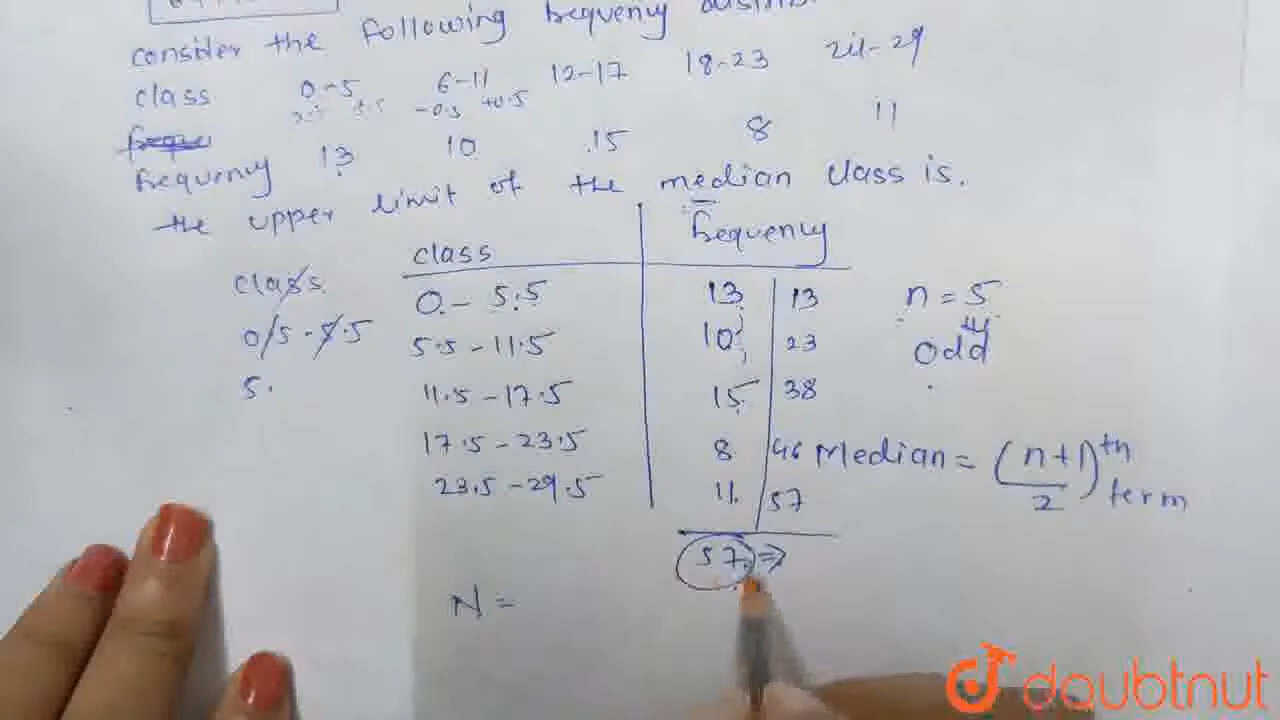 consider the following frequency
class 0-5 6-11 12-17 18-23 24-29
-0.5 +0.5
frequency 13 10 15 8 11
the upper limit of the median class is.
class frequency
class
0-5.5 13 13 n=5
0/5-5.5 5.5-11.5 10 23 odd
5. 11.5-17.5 15 38
17.5-23.5 8 46 Median = (n+1/2)th term
23.5-29.5 11 57
57 ⇒
N =
doubtnut